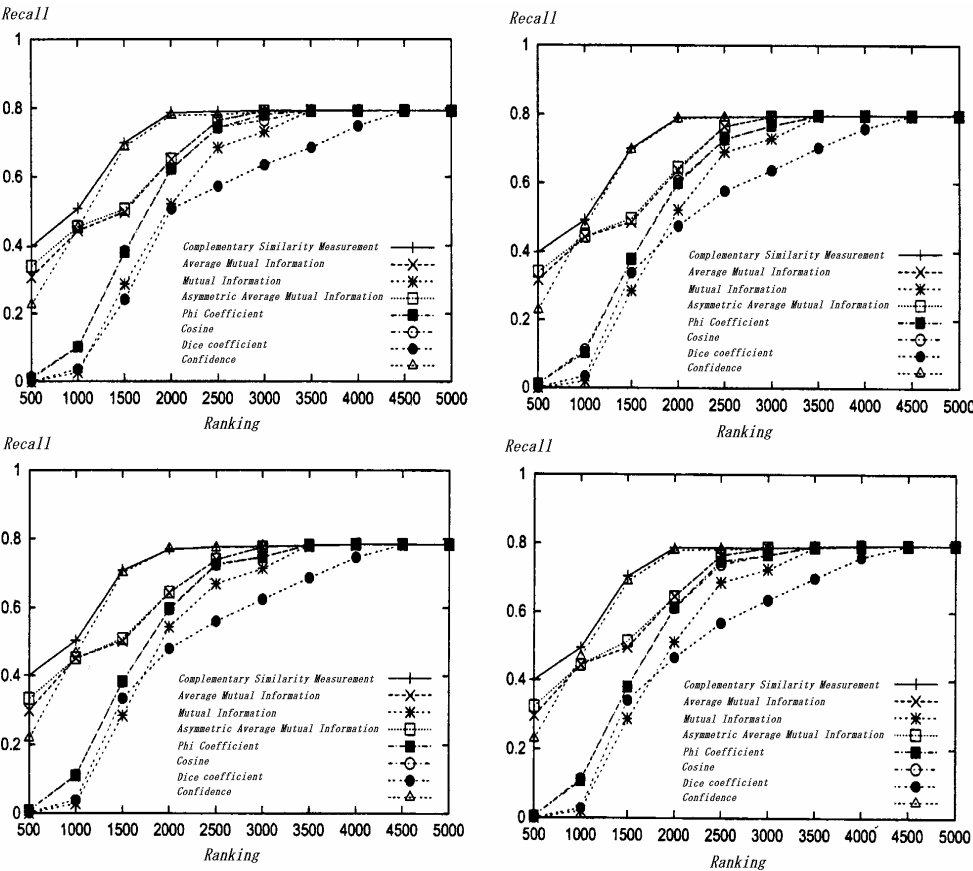 Recall
1
0.8
0.6
0.4
0.2
0
Complementary Similarity Measurement
Average Mutual Information
Mutual Information
Asymmetric Average Mutual Information
Phi Coefficient
Cosine
Dice coefficient
Confidence
500 1000 1500 2000 2500 3000 3500 4000 4500 5000
Ranking
Recall
1
0.8
0.6
0.4
0.2
0
Complementary Similarity Measurement
Average Mutual Information
Mutual Information
Asymmetric Average Mutual Information
Phi Coefficient
Cosine
Dice coefficient
Confidence
500 1000 1500 2000 2500 3000 3500 4000 4500 5000
Ranking
Recall
1
0.8
0.6
0.4
0.2
0
Complementary Similarity Measurement
Average Mutual Information
Mutual Information
Asymmetric Average Mutual Information
Phi Coefficient
Cosine
Dice coefficient
Confidence
500 1000 1500 2000 2500 3000 3500 4000 4500 5000
Ranking
Recall
1
0.8
0.6
0.4
0.2
0
Complementary Similarity Measurement
Average Mutual Information
Mutual Information
Asymmetric Average Mutual Information
Phi Coefficient
Cosine
Dice coefficient
Confidence
500 1000 1500 2000 2500 3000 3500 4000 4500 5000
Ranking